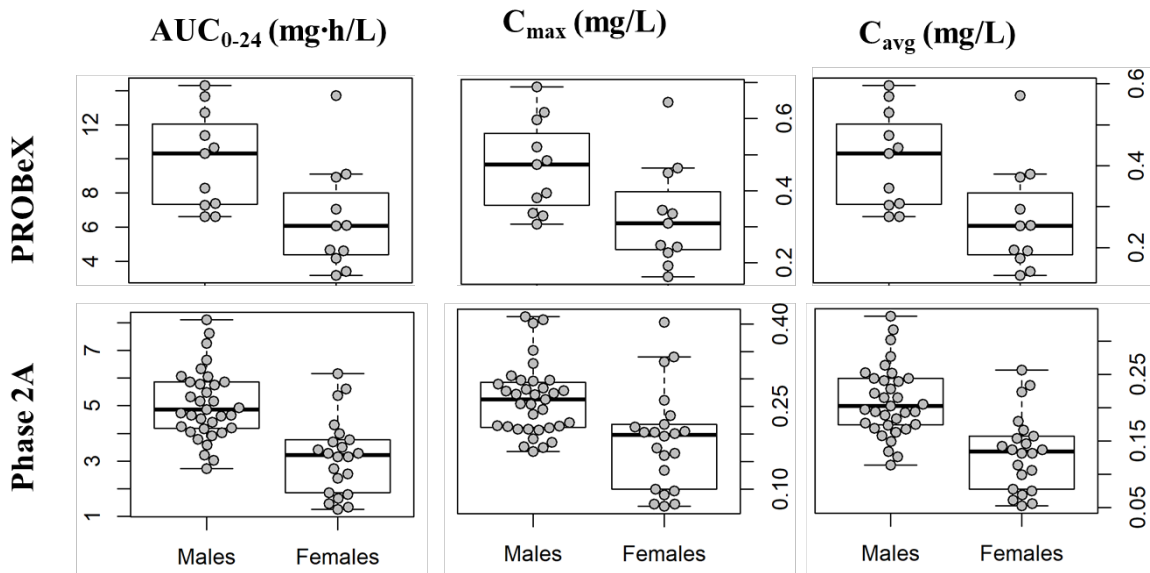 AUC0-24 (mg·h/L)
Cmax (mg/L)
Cavg (mg/L)
PROBeX
12
8
6
4
0.6
0.4
0.2
0.6
0.4
0.2
Phase 2A
7
5
3
1
0.40
0.25
0.10
0.25
0.15
0.05
Males
Females
Males
Females
Males
Females